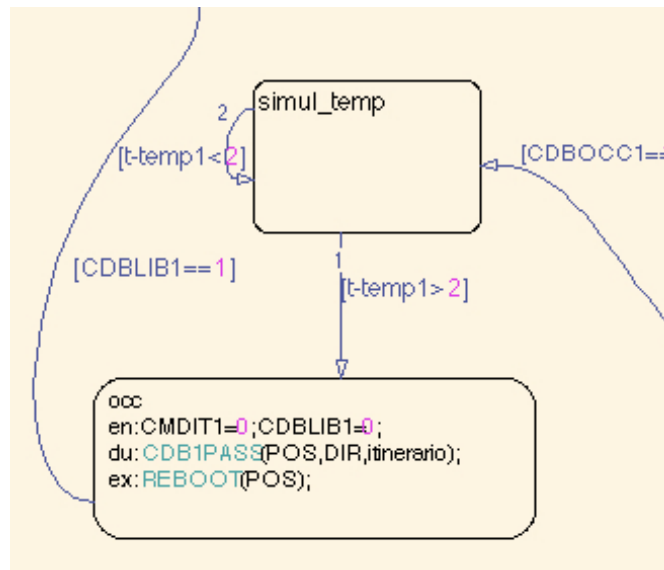 simul_temp
2
[t-temp1<2]
[CDBOCC1==
[CDBLIB1==1]
1
[t-temp1>2]
occ
en:CMDIT1=0;CDBLIB1=0;
du:CDB1PASS(POS,DIR,itinerario);
ex:REBOOT(POS);